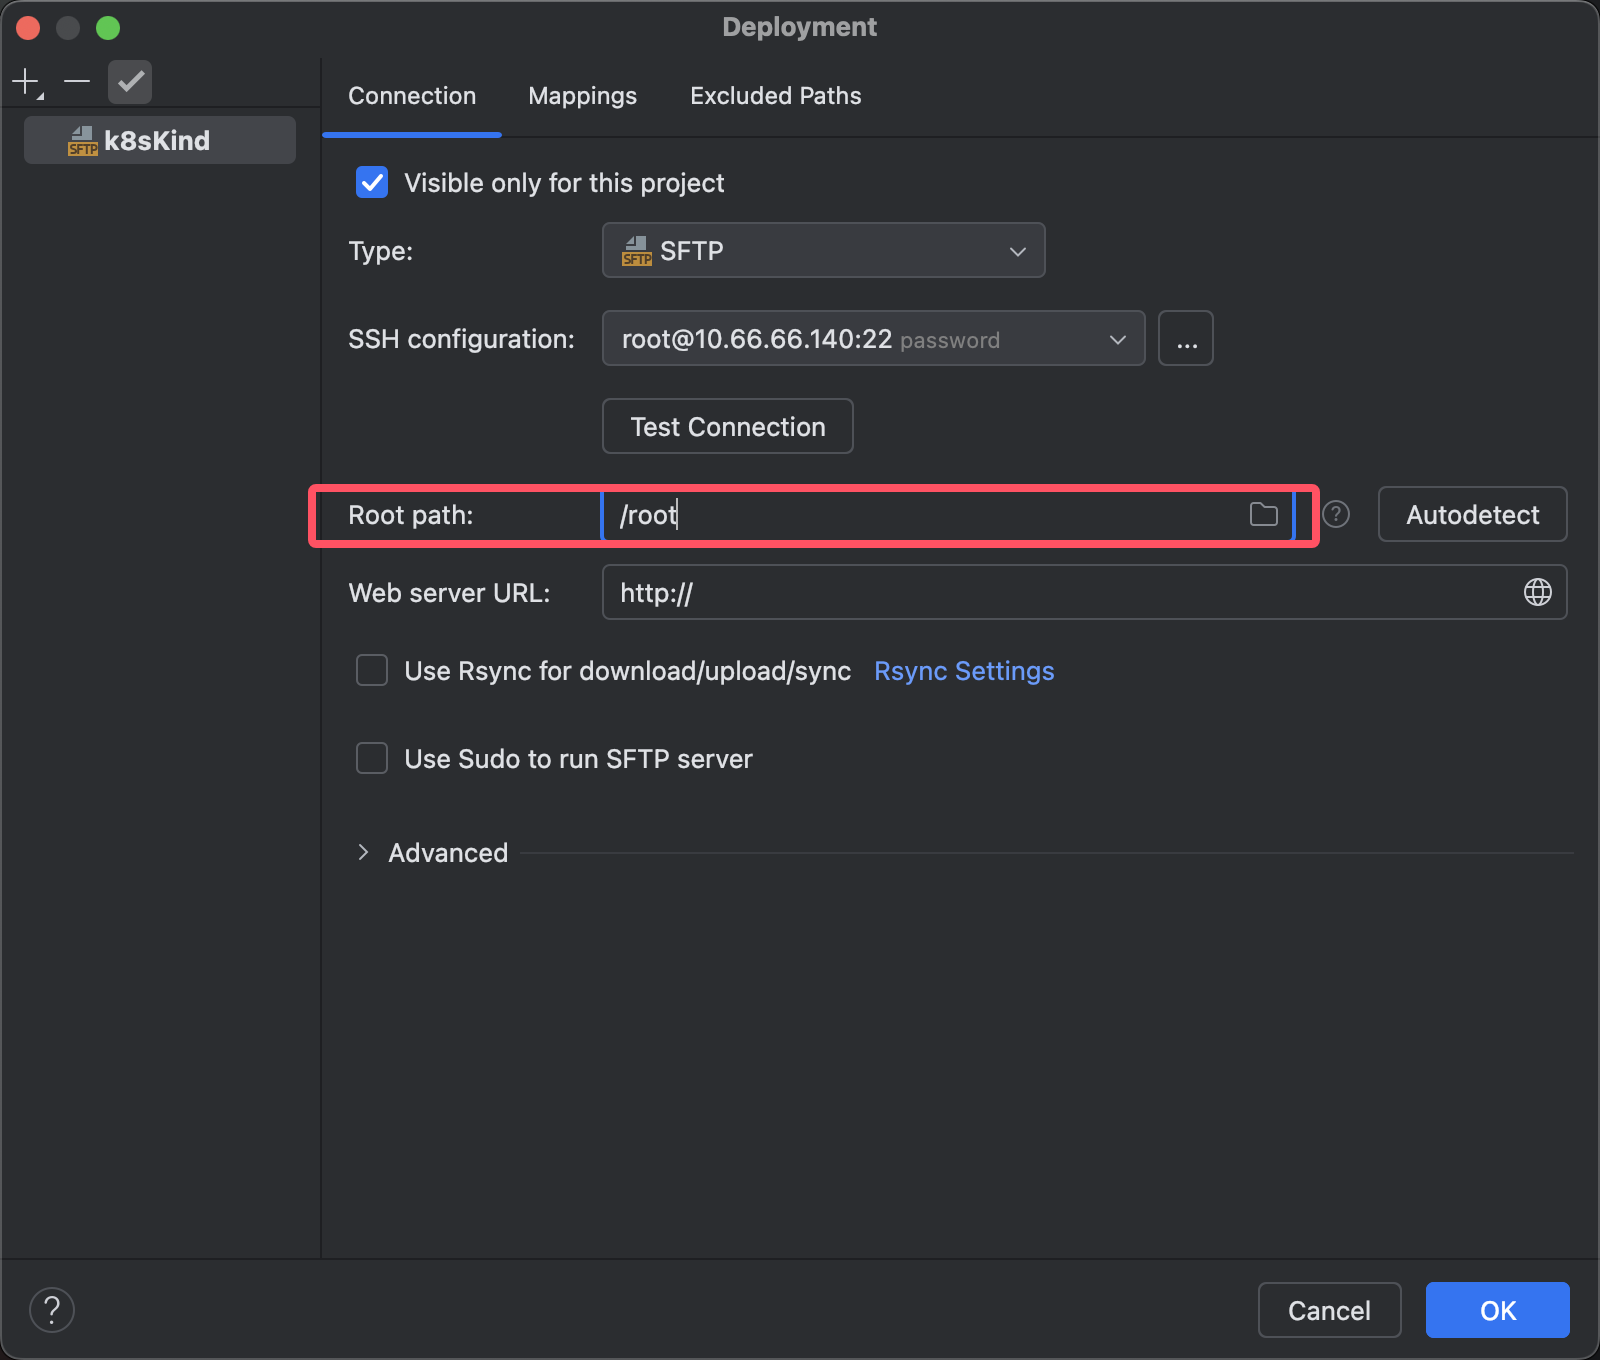 Deployment
SFTP k8sKind
Connection Mappings Excluded Paths
Visible only for this project
Type: SFTP SFTP
SSH configuration: root@10.66.66.140:22 password ...
Test Connection
Root path: /root ? Autodetect
Web server URL: http://
Use Rsync for download/upload/sync Rsync Settings
Use Sudo to run SFTP server
Advanced
? Cancel OK